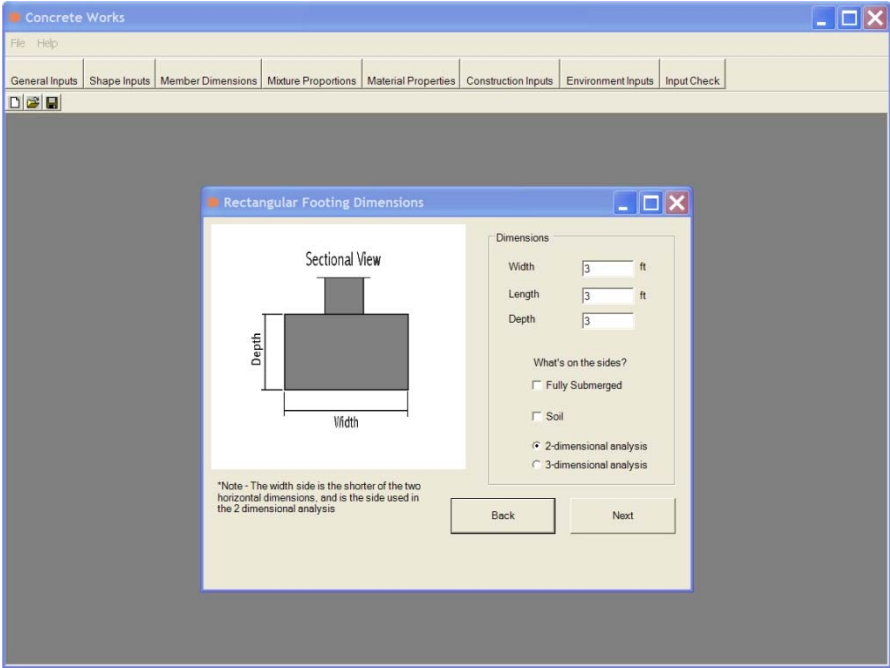 Concrete Works
File Help
General Inputs Shape Inputs Member Dimensions Mixture Proportions Material Properties Construction Inputs Environment Inputs Input Check
Rectangular Footing Dimensions
Sectional View
Depth
Width
Dimensions
Width 3 ft
Length 3 ft
Depth 3
What's on the sides?
Fully Submerged
Soil
2-dimensional analysis
3-dimensional analysis
*Note - The width side is the shorter of the two
horizontal dimensions, and is the side used in
the 2 dimensional analysis
Back Next